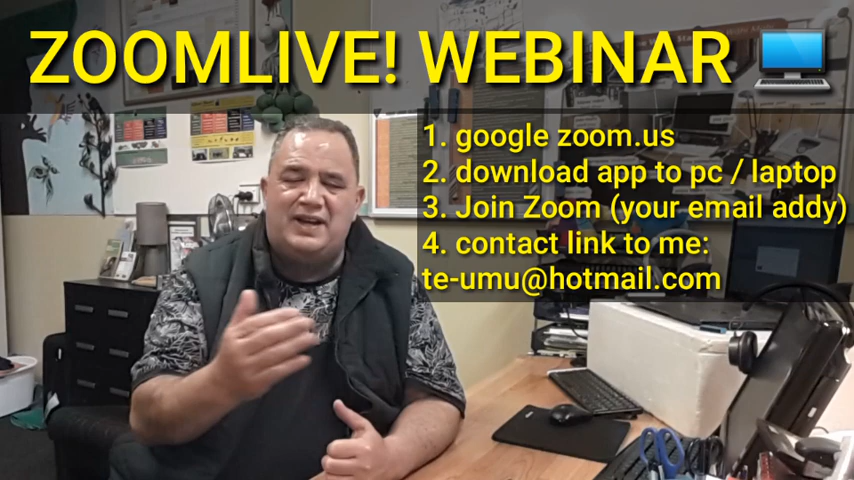 ZOOMLIVE! WEBINAR
1. google zoom.us
2. download app to pc / laptop
3. Join Zoom (your email addy)
4. contact link to me:
te-umu@hotmail.com